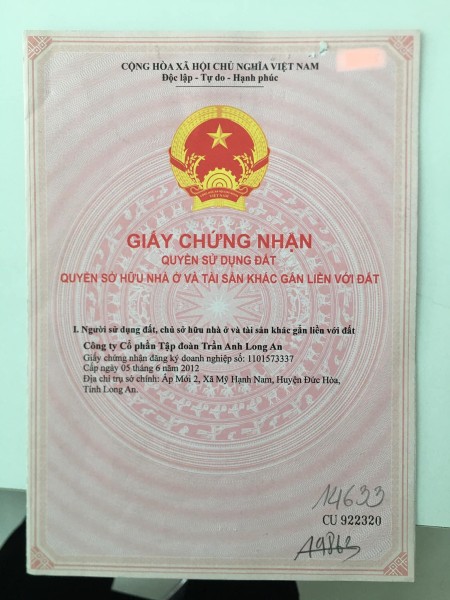 CỘNG HÒA XÃ HỘI CHỦ NGHĨA VIỆT NAM
Độc lập - Tự do - Hạnh phúc
GIẤY CHỨNG NHẬN
QUYỀN SỬ DỤNG ĐẤT
QUYỀN SỞ HỮU NHÀ Ở VÀ TÀI SẢN KHÁC GẮN LIỀN VỚI ĐẤT
I. Người sử dụng đất, chủ sở hữu nhà ở và tài sản khác gắn liền với đất
Công ty Cổ phần Tập đoàn Trần Anh Long An
Giấy chứng nhận đăng ký doanh nghiệp số: 1101573337
Cấp ngày 05 tháng 6 năm 2012
Địa chỉ trụ sở chính: Ấp Mới 2, Xã Mỹ Hạnh Nam, Huyện Đức Hòa,
Tỉnh Long An.
14633
CU 922320
A9863